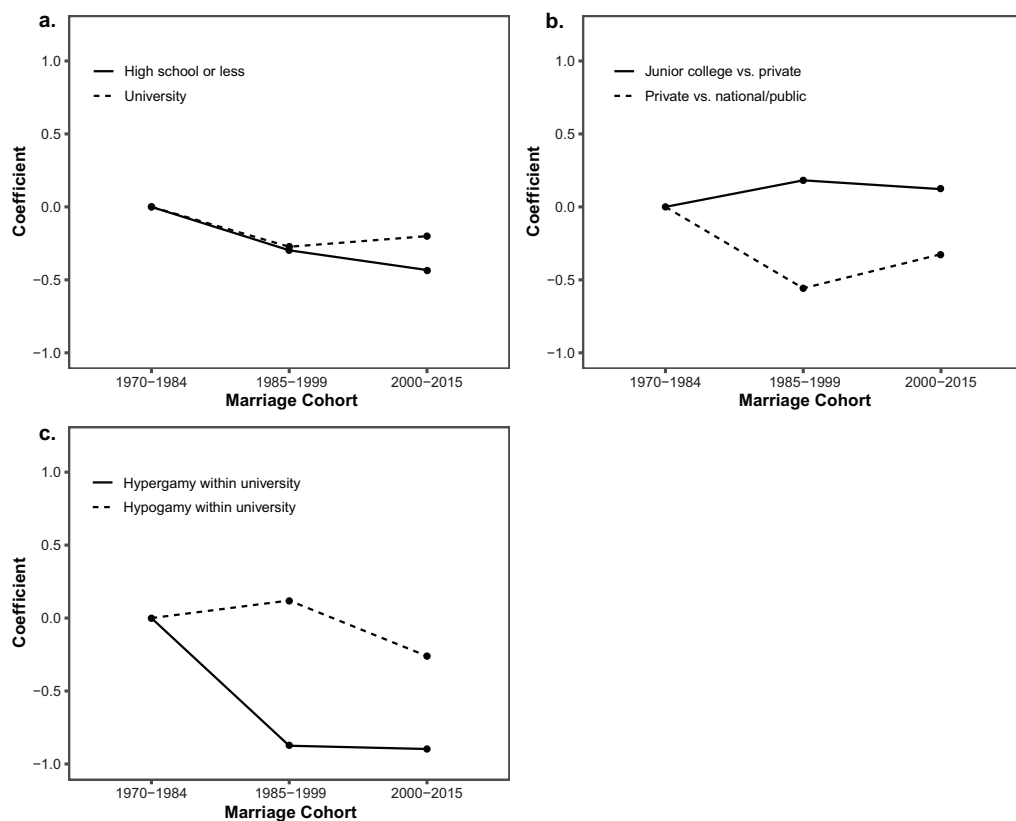 a.
High school or less
University
1.0
0.5
0.0
−0.5
−1.0
Coefficient
1970−1984
1985−1999
2000−2015
Marriage Cohort
b.
Junior college vs. private
Private vs. national/public
1.0
0.5
0.0
−0.5
−1.0
Coefficient
1970−1984
1985−1999
2000−2015
Marriage Cohort
c.
Hypergamy within university
Hypogamy within university
1.0
0.5
0.0
−0.5
−1.0
Coefficient
1970−1984
1985−1999
2000−2015
Marriage Cohort